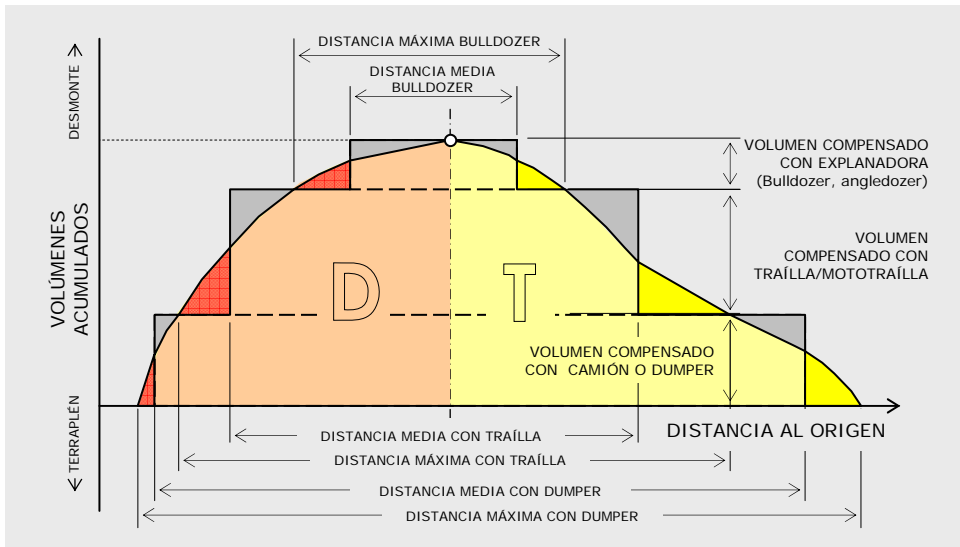 DISTANCIA MÁXIMA BULLDOZER
DISTANCIA MEDIA
BULLDOZER
DESMONTE
VOLUMEN COMPENSADO
CON EXPLANADORA
(Bulldozer, angledozer)
VOLÚMENES
ACUMULADOS
VOLUMEN
COMPENSADO CON
TRAÍLLA/MOTOTRAÍLLA
D
T
VOLUMEN COMPENSADO
CON CAMIÓN O DUMPER
TERRAPLÉN
DISTANCIA AL ORIGEN
DISTANCIA MEDIA CON TRAÍLLA
DISTANCIA MÁXIMA CON TRAÍLLA
DISTANCIA MEDIA CON DUMPER
DISTANCIA MÁXIMA CON DUMPER